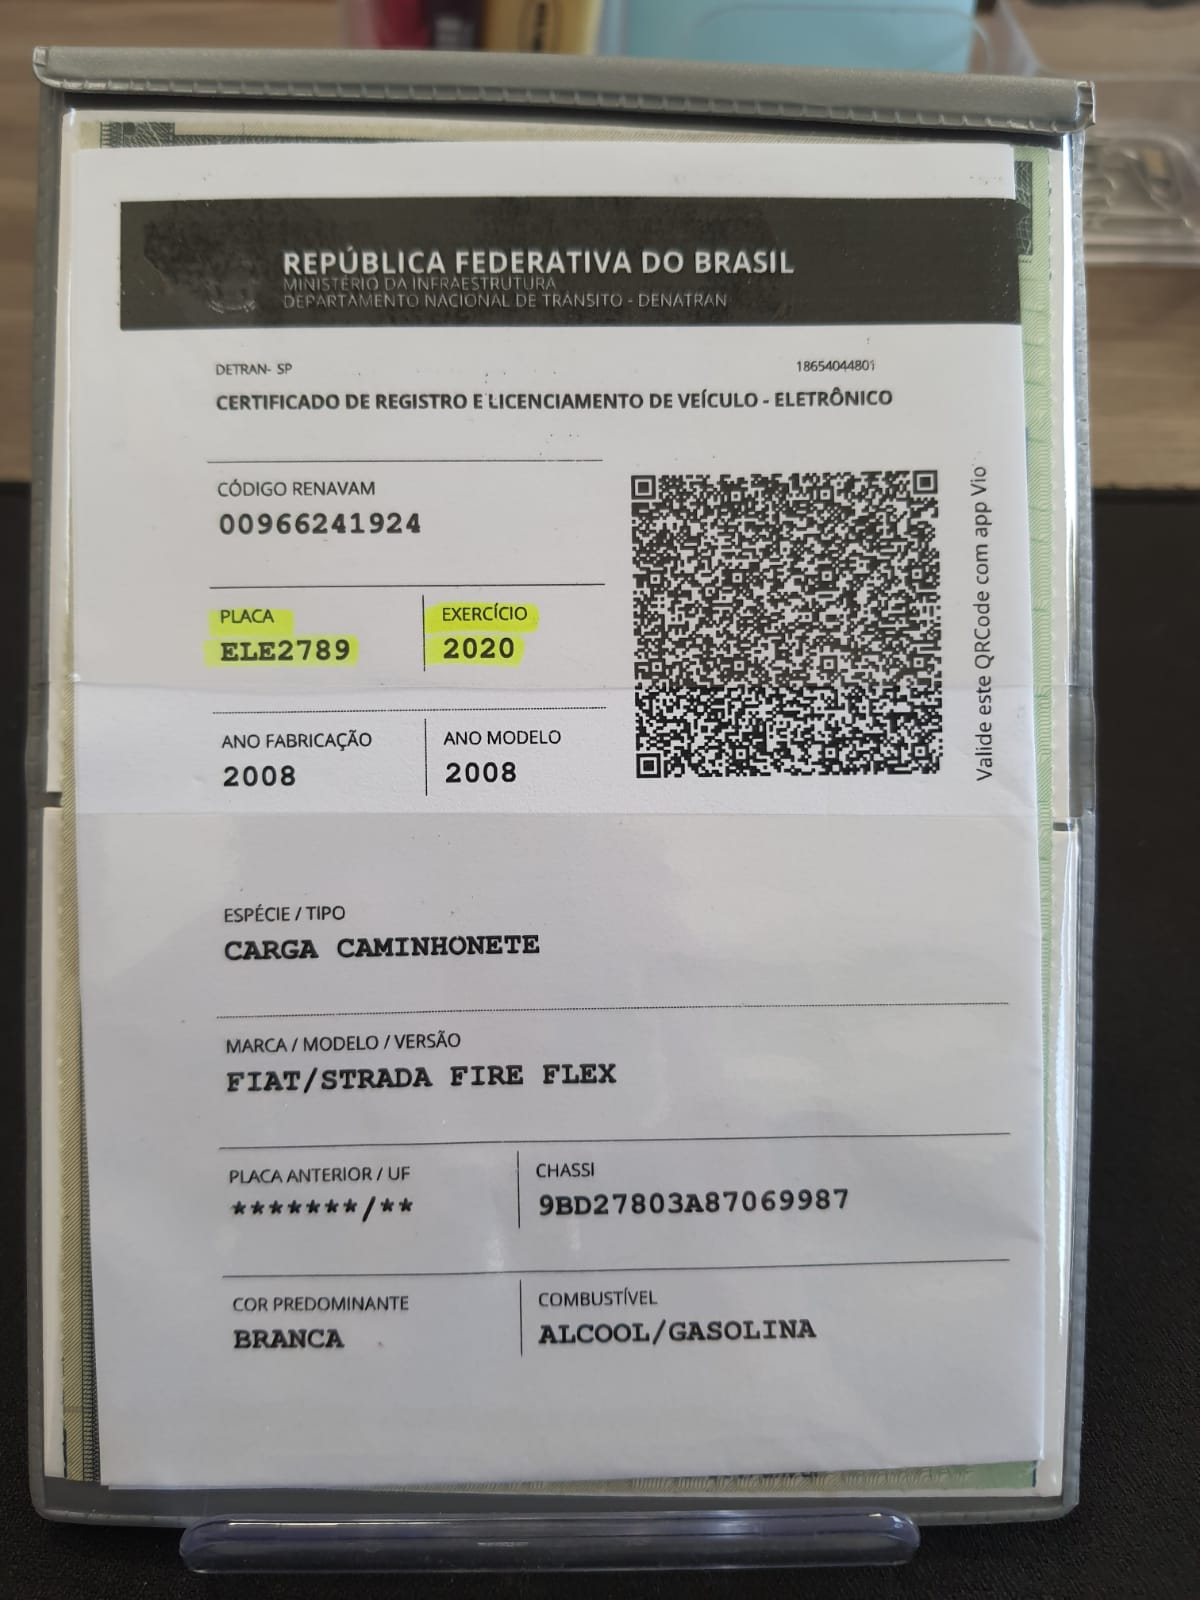 REPÚBLICA FEDERATIVA DO BRASIL
MINISTÉRIO DA INFRAESTRUTURA
DEPARTAMENTO NACIONAL DE TRÂNSITO - DENATRAN
DETRAN- SP
18654044801
CERTIFICADO DE REGISTRO E LICENCIAMENTO DE VEÍCULO - ELETRÔNICO
CÓDIGO RENAVAM
00966241924
PLACA
ELE2789
EXERCÍCIO
2020
Valide este QRCode com app Vio
ANO FABRICAÇÃO
2008
ANO MODELO
2008
ESPÉCIE / TIPO
CARGA CAMINHONETE
MARCA / MODELO / VERSÃO
FIAT/STRADA FIRE FLEX
PLACA ANTERIOR / UF
*******/**
CHASSI
9BD27803A87069987
COR PREDOMINANTE
BRANCA
COMBUSTÍVEL
ALCOOL/GASOLINA